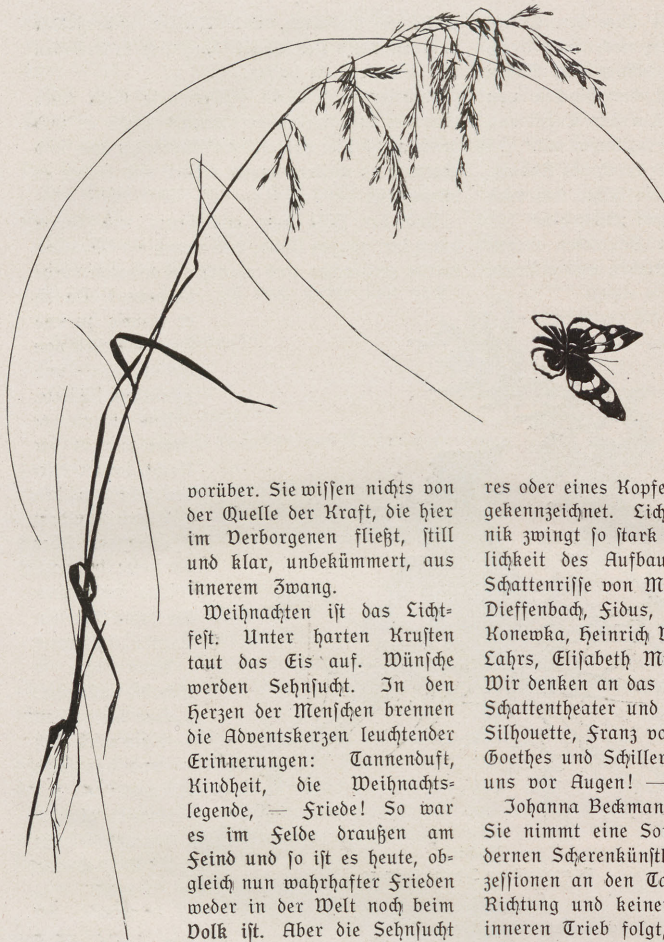 vorüber. Sie wissen nichts von
der Quelle der Kraft, die hier
im Verborgenen fließt, still
und klar, unbekümmert, aus
innerem Zwang.
Weihnachten ist das Licht=
fest. Unter harten Krusten
taut das Eis auf. Wünsche
werden Sehnsucht. In den
Herzen der Menschen brennen
die Adventskerzen leuchtender
Erinnerungen: Tannenduft,
Kindheit, die Weihnachts=
legende, — Friede! So war
es im Felde draußen am
Feind und so ist es heute, ob=
gleich nun wahrhafter Frieden
weder in der Welt noch beim
Volk ist. Aber die Sehnsucht
res oder eines Kopfe
gekennzeichnet. Lich
nik zwingt so stark
lichkeit des Aufbau
Schattenrisse von M
Dieffenbach, Fidus,
Konewka, Heinrich
Lahrs, Elisabeth M
Wir denken an das
Schattentheater und
Silhouette, Franz vo
Goethes und Schiller
uns vor Augen! —
Johanna Beckman
Sie nimmt eine So
dernen Scherenkünstl
zessionen an den Ta
Richtung und keine
inneren Trieb folgt,